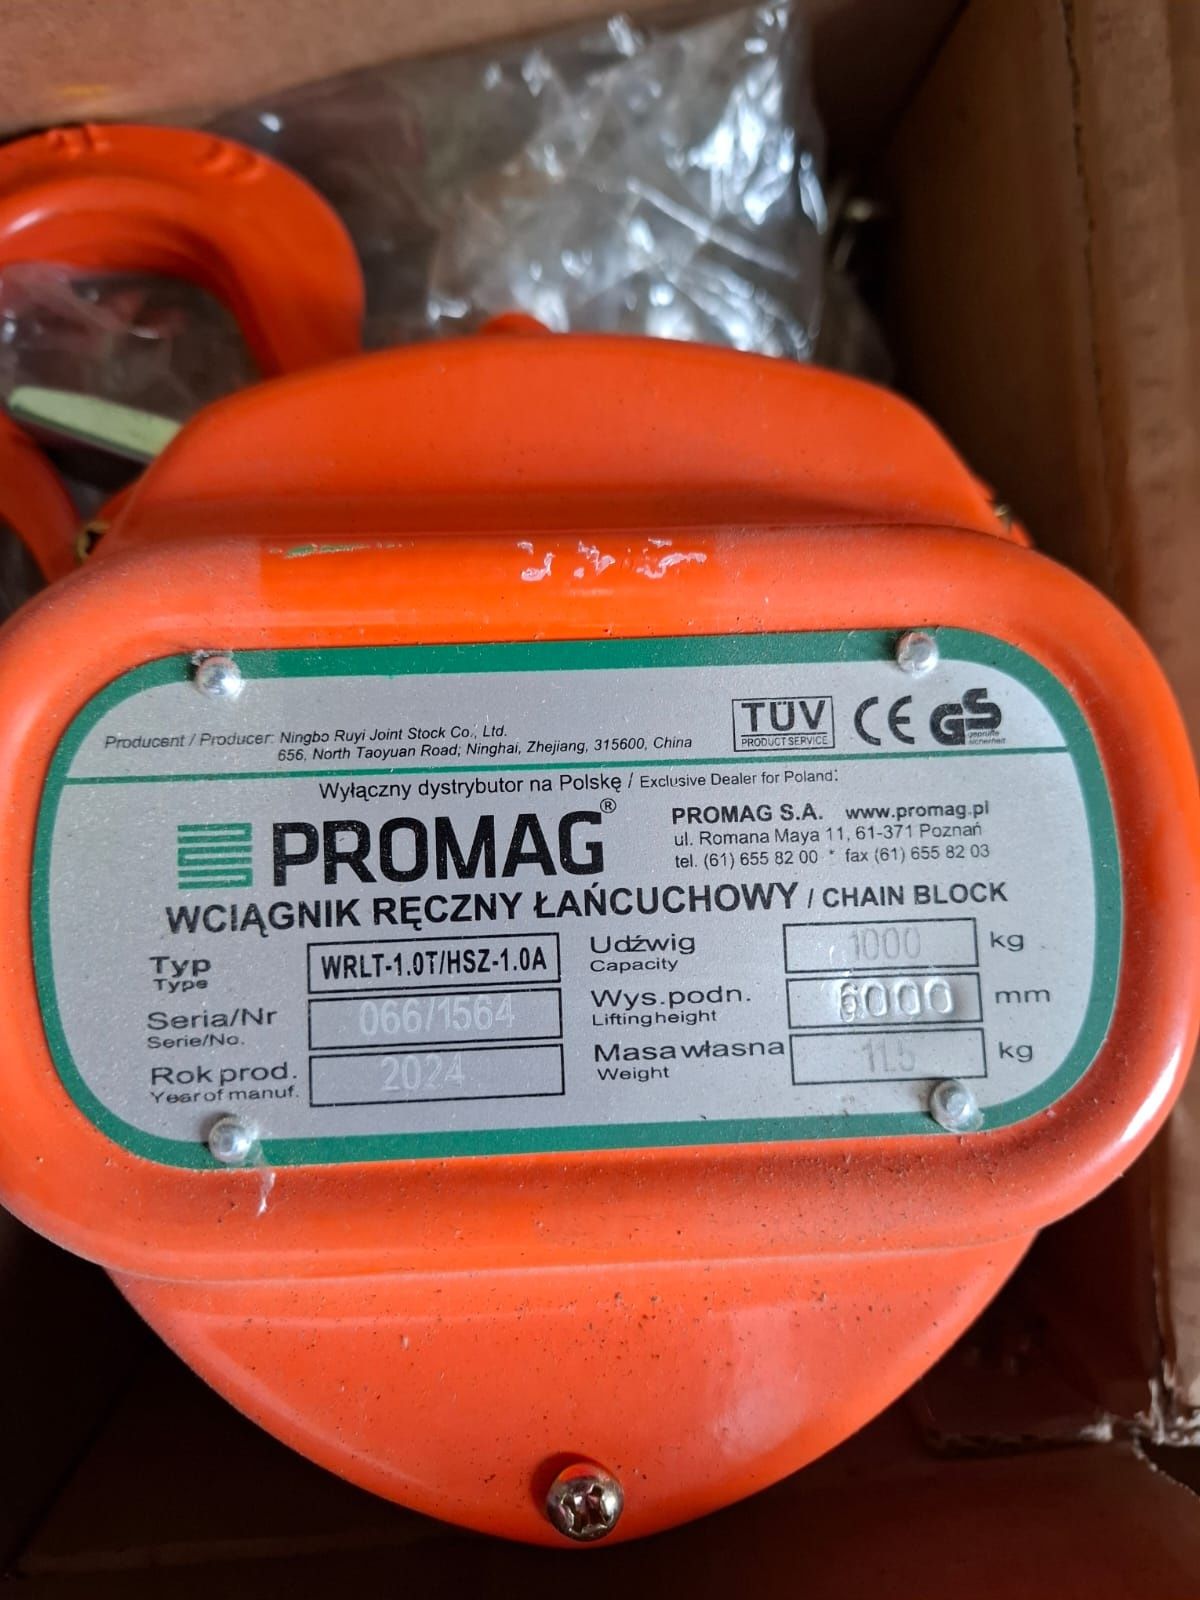 Producent / Producer: Ningbo Ruyi Joint Stock Co., Ltd.
656, North Taoyuan Road; Ninghai, Zhejiang, 315600, China
TÜV
PRODUCT SERVICE
CE
GS
geprüfte
sicherheit
Wyłączny dystrybutor na Polskę / Exclusive Dealer for Poland:
PROMAG®
PROMAG S.A. www.promag.pl
ul. Romana Maya 11, 61-371 Poznań
tel. (61) 655 82 00 * fax (61) 655 82 03
WCIĄGNIK RĘCZNY ŁAŃCUCHOWY / CHAIN BLOCK
Typ
Type
WRLT-1.0T/HSZ-1.0A
Seria/Nr
Serie/No.
066/1564
Rok prod.
Year of manuf.
2024
Udźwig
Capacity
1000 kg
Wys.podn.
Lifting height
6000 mm
Masa własna
Weight
11.5 kg